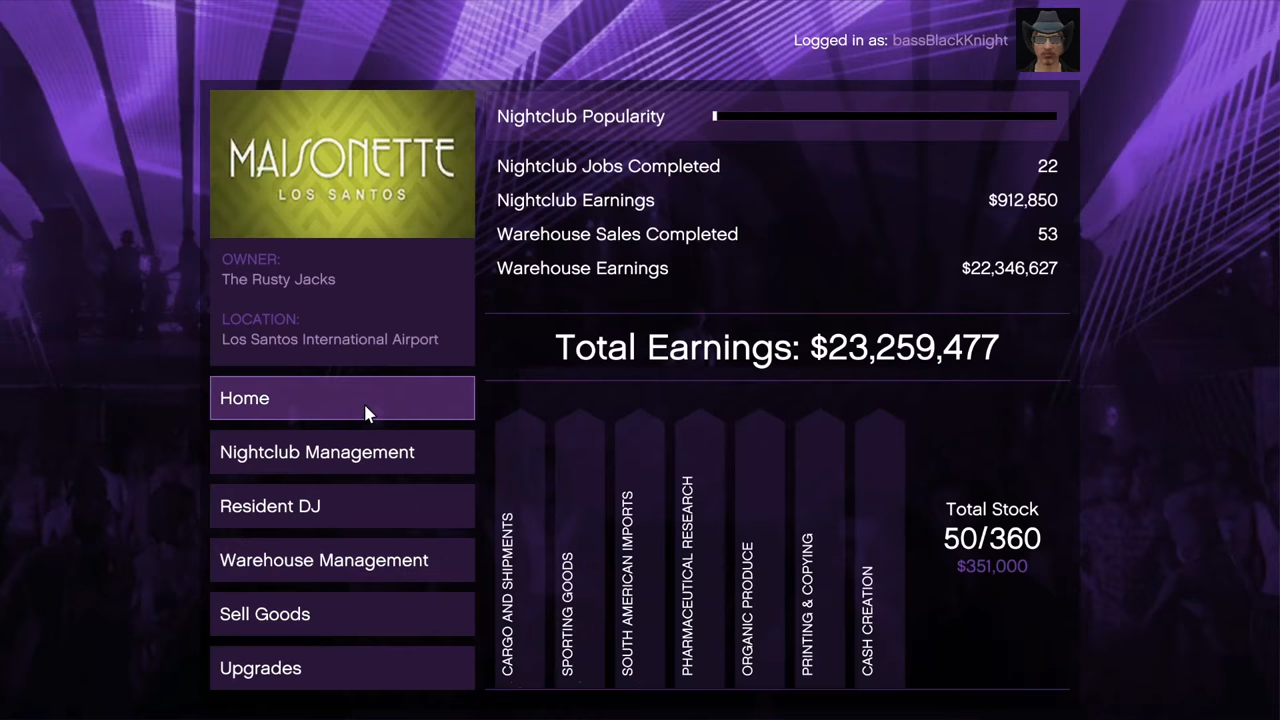 Logged in as: bassBlackKnight
MAISONETTE
LOS SANTOS
OWNER:
The Rusty Jacks
LOCATION:
Los Santos International Airport
Home
Nightclub Management
Resident DJ
Warehouse Management
Sell Goods
Upgrades
Nightclub Popularity
Nightclub Jobs Completed 22
Nightclub Earnings $912,850
Warehouse Sales Completed 53
Warehouse Earnings $22,346,627
Total Earnings: $23,259,477
CARGO AND SHIPMENTS
SPORTING GOODS
SOUTH AMERICAN IMPORTS
PHARMACEUTICAL RESEARCH
ORGANIC PRODUCE
PRINTING & COPYING
CASH CREATION
Total Stock
50/360
$351,000